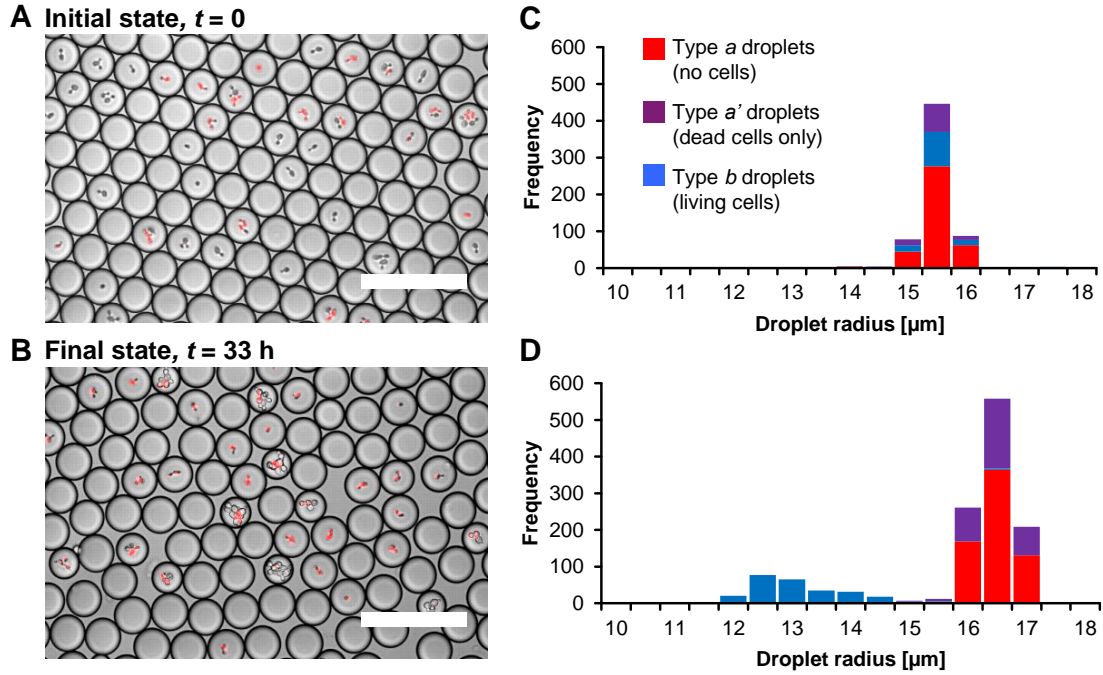 A Initial state, t = 0
B Final state, t = 33 h
C
600
500
400
300
200
100
0
Frequency
Type a droplets
(no cells)
Type a’ droplets
(dead cells only)
Type b droplets
(living cells)
10 11 12 13 14 15 16 17 18
Droplet radius [µm]
D
600
500
400
300
200
100
0
Frequency
10 11 12 13 14 15 16 17 18
Droplet radius [µm]